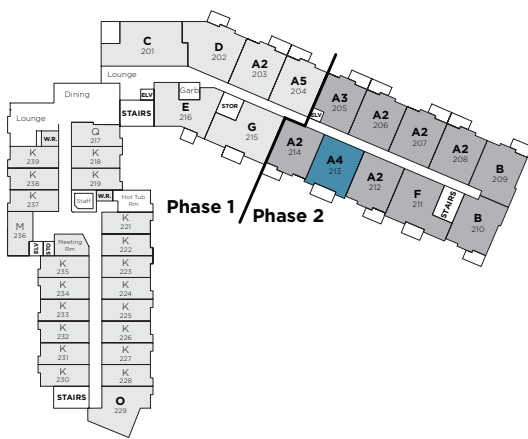 C
201
D
202
A2
203
A5
204
A3
205
A2
206
A2
207
A2
208
B
209
B
210
F
211
STAIRS
A2
212
A4
213
A2
214
ELV
G
215
STOR
E
216
Garb
ELV
STAIRS
Lounge
Dining
Lounge
Phase 1
Phase 2
W.R.
Q
217
K
218
K
219
K
239
K
238
K
237
Staff
W.R.
Hot Tub
Rm
M
236
ELV
STO
Meeting
Rm
K
221
K
222
K
223
K
224
K
225
K
226
K
227
K
228
O
229
K
235
K
234
K
233
K
232
K
231
K
230
STAIRS